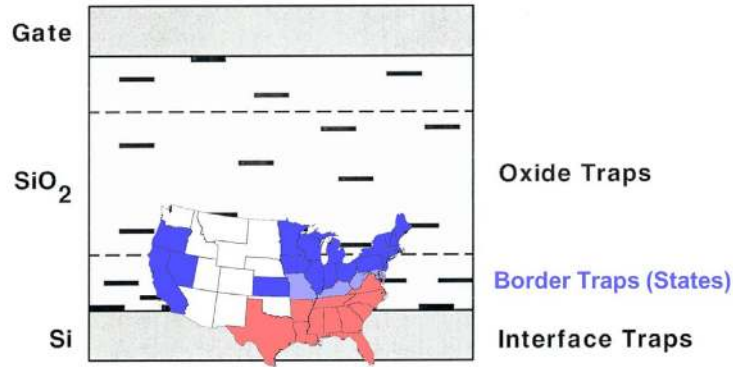 Gate
SiO₂
Oxide Traps
Border Traps (States)
Si
Interface Traps